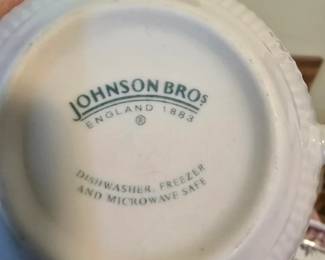 JOHNSON BROS
ENGLAND 1883
®
DISHWASHER, FREEZER
AND MICROWAVE SAFE